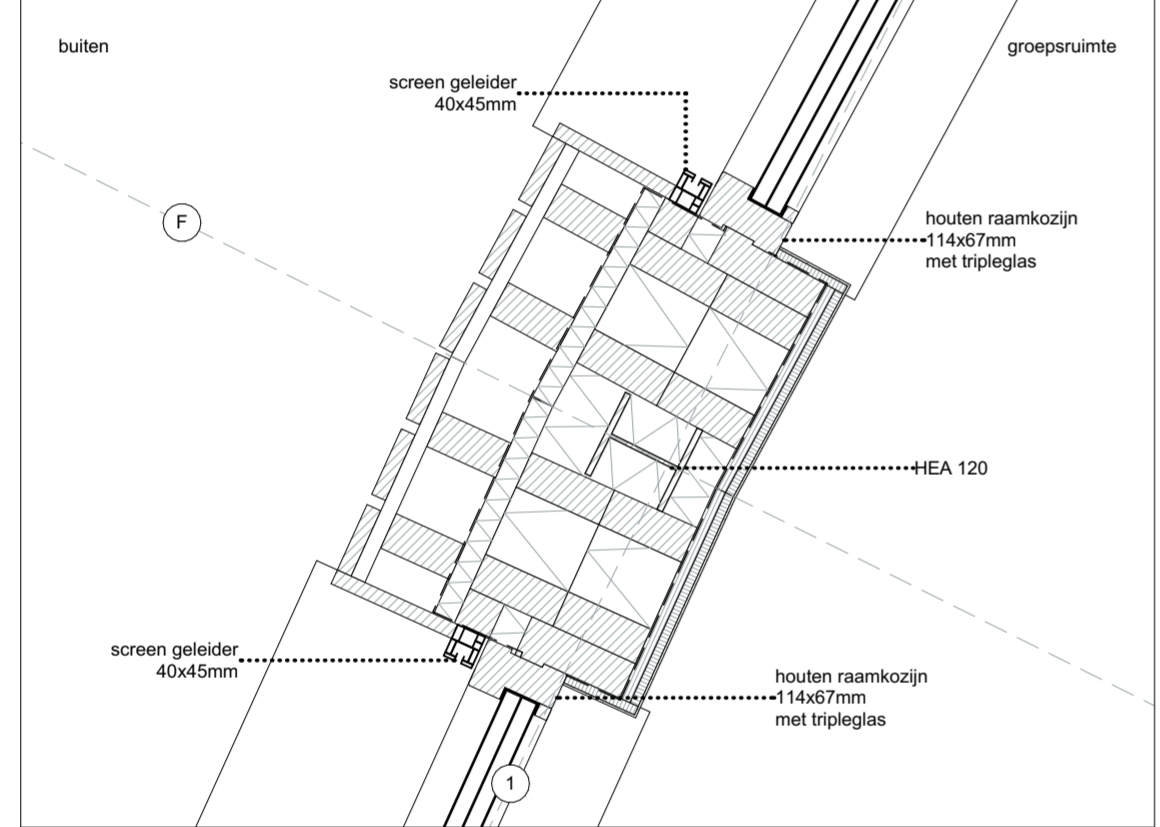 buiten
groepsruimte
screen geleider
40x45mm
F
houten raamkozijn
114x67mm
met tripleglas
HEA 120
screen geleider
40x45mm
houten raamkozijn
114x67mm
met tripleglas
1